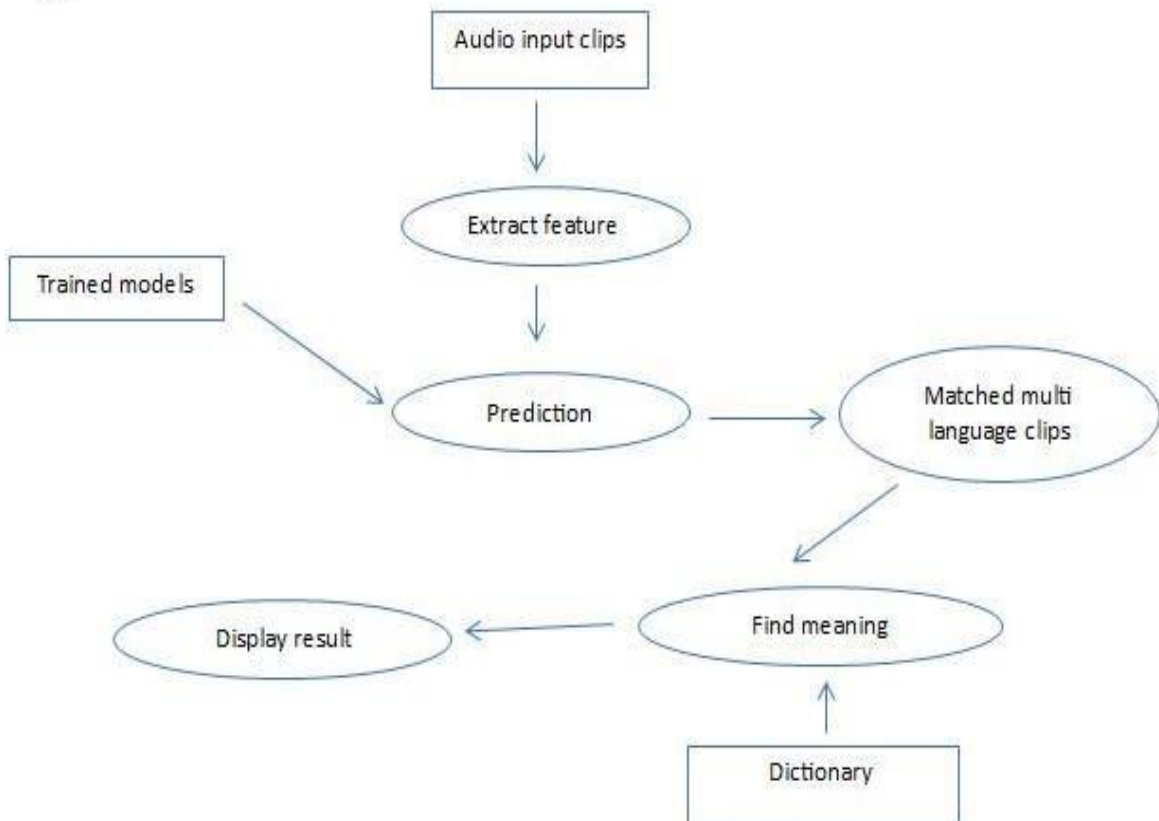 Audio input clips
Extract feature
Trained models
Prediction
Matched multi
language clips
Find meaning
Display result
Dictionary